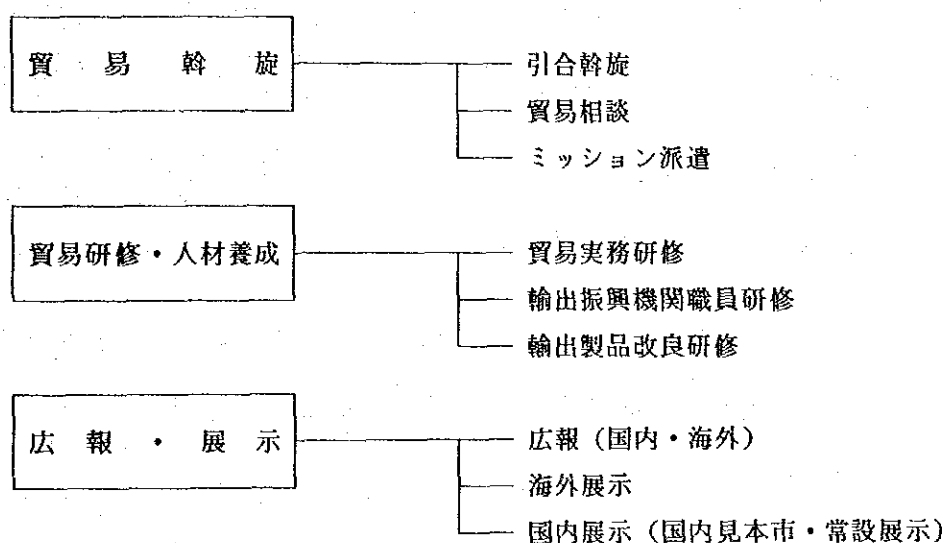 貿易斡旋
引合斡旋
貿易相談
ミッション派遣
貿易研修・人材養成
貿易実務研修
輸出振興機関職員研修
輸出製品改良研修
広報・展示
広報（国内・海外）
海外展示
国内展示（国内見本市・常設展示）